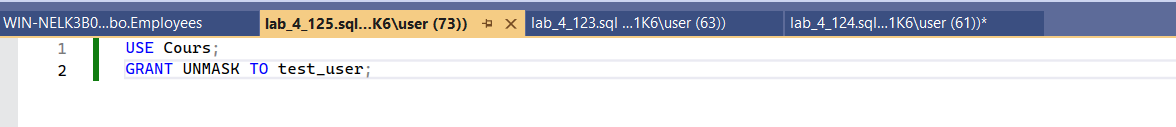 WIN-NELK3B0...bo.Employees
lab_4_125.sql...K6\user (73))
lab_4_123.sql ...1K6\user (63))
lab_4_124.sql ...1K6\user (61))*
1 USE Cours;
2 GRANT UNMASK TO test_user;